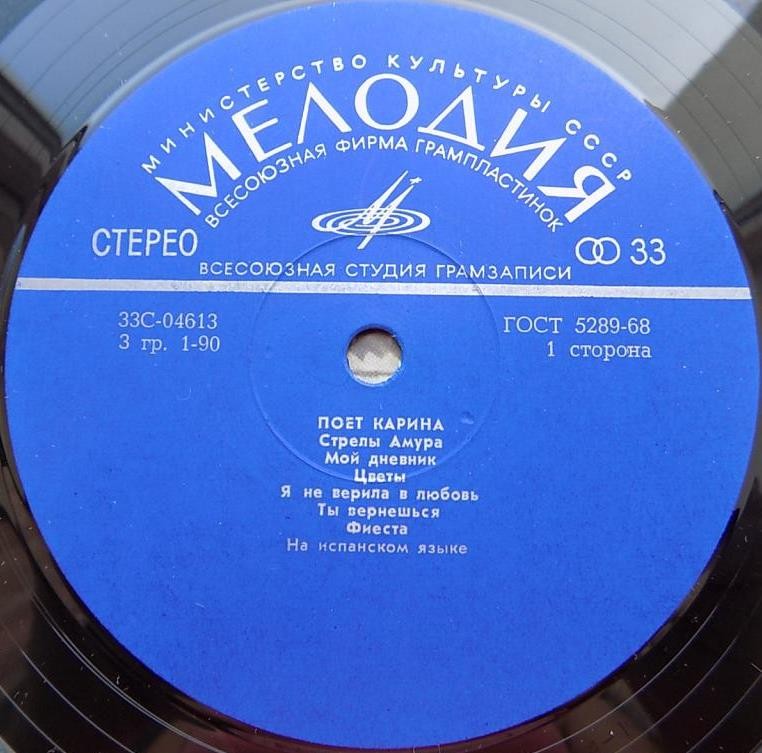 МИНИСТЕРСТВО КУЛЬТУРЫ СССР
МЕЛОДИЯ
ВСЕСОЮЗНАЯ ФИРМА ГРАМПЛАСТИНОК
СТЕРЕО
33
ВСЕСОЮЗНАЯ СТУДИЯ ГРАМЗАПИСИ
33С-04613
ГОСТ 5289-68
3 гр. 1-90
1 сторона
ПОЕТ КАРИНА
Стрелы Амура
Мой дневник
Цветы
Я не верила в любовь
Ты вернешься
Фиеста
На испанском языке